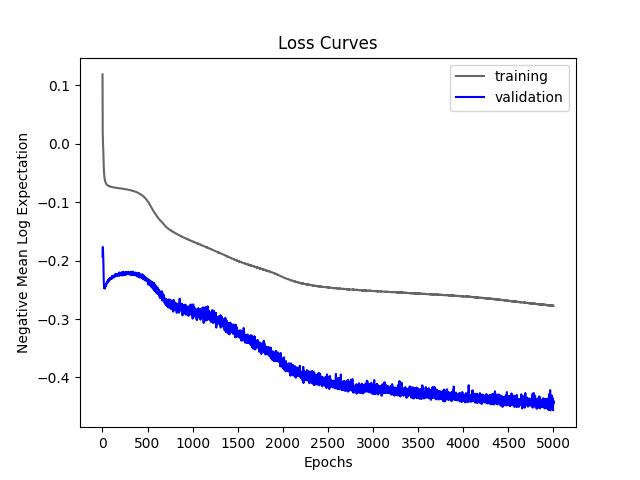 Loss Curves
training
validation
Negative Mean Log Expectation
0.1
0.0
−0.1
−0.2
−0.3
−0.4
0 500 1000 1500 2000 2500 3000 3500 4000 4500 5000
Epochs